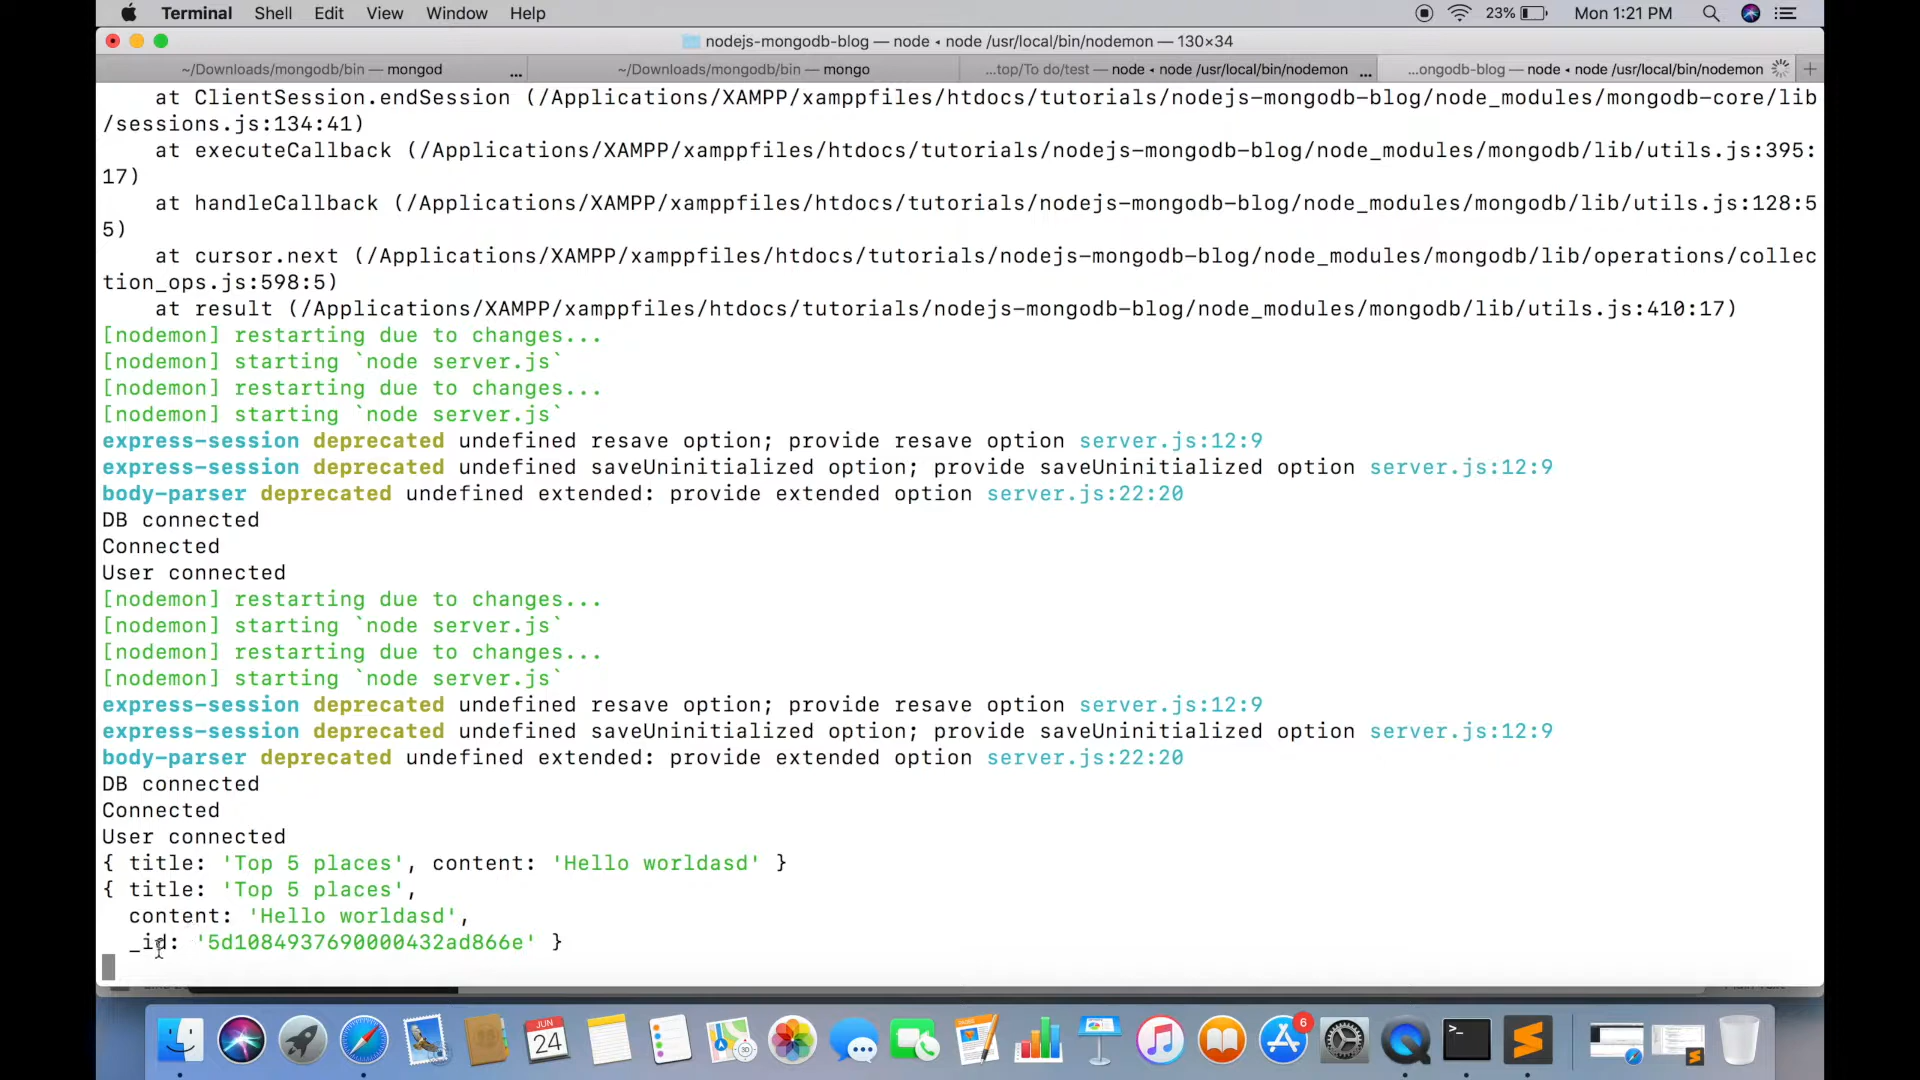 Terminal Shell Edit View Window Help 23% Mon 1:21 PM
nodejs-mongodb-blog — node ◂ node /usr/local/bin/nodemon — 130×34
~/Downloads/mongodb/bin — mongod ... ~/Downloads/mongodb/bin — mongo ...top/To do/test — node ◂ node /usr/local/bin/nodemon ... ...ongodb-blog — node ◂ node /usr/local/bin/nodemon +
at ClientSession.endSession (/Applications/XAMPP/xamppfiles/htdocs/tutorials/nodejs-mongodb-blog/node_modules/mongodb-core/lib
/sessions.js:134:41)
at executeCallback (/Applications/XAMPP/xamppfiles/htdocs/tutorials/nodejs-mongodb-blog/node_modules/mongodb/lib/utils.js:395:
17)
at handleCallback (/Applications/XAMPP/xamppfiles/htdocs/tutorials/nodejs-mongodb-blog/node_modules/mongodb/lib/utils.js:128:5
5)
at cursor.next (/Applications/XAMPP/xamppfiles/htdocs/tutorials/nodejs-mongodb-blog/node_modules/mongodb/lib/operations/collec
tion_ops.js:598:5)
at result (/Applications/XAMPP/xamppfiles/htdocs/tutorials/nodejs-mongodb-blog/node_modules/mongodb/lib/utils.js:410:17)
[nodemon] restarting due to changes...
[nodemon] starting `node server.js`
[nodemon] restarting due to changes...
[nodemon] starting `node server.js`
express-session deprecated undefined resave option; provide resave option server.js:12:9
express-session deprecated undefined saveUninitialized option; provide saveUninitialized option server.js:12:9
body-parser deprecated undefined extended: provide extended option server.js:22:20
DB connected
Connected
User connected
[nodemon] restarting due to changes...
[nodemon] starting `node server.js`
[nodemon] restarting due to changes...
[nodemon] starting `node server.js`
express-session deprecated undefined resave option; provide resave option server.js:12:9
express-session deprecated undefined saveUninitialized option; provide saveUninitialized option server.js:12:9
body-parser deprecated undefined extended: provide extended option server.js:22:20
DB connected
Connected
User connected
{ title: 'Top 5 places', content: 'Hello worldasd' }
{ title: 'Top 5 places',
content: 'Hello worldasd',
_id: '5d1084937690000432ad866e' }
JUN
24
6